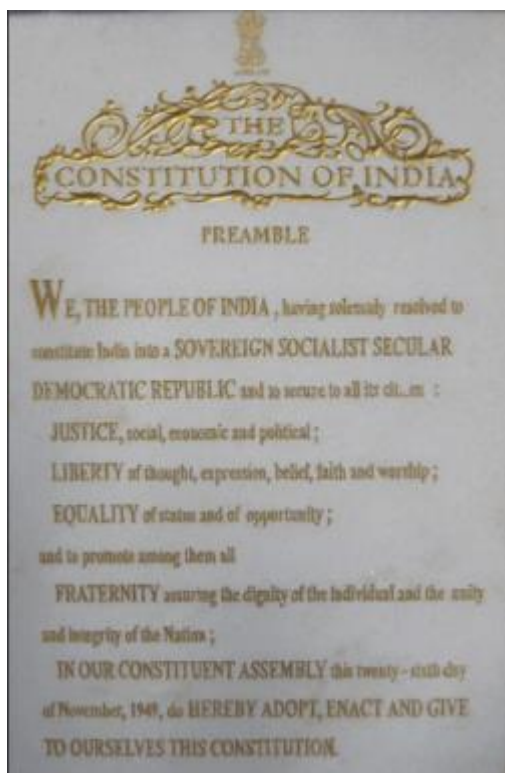 THE
CONSTITUTION OF INDIA
PREAMBLE
WE, THE PEOPLE OF INDIA, having solemnly resolved to
constitute India into a SOVEREIGN SOCIALIST SECULAR
DEMOCRATIC REPUBLIC and to secure to all its :
JUSTICE, social, economic and political ;
LIBERTY of thought, expression, belief, faith and worship ;
EQUALITY of status and of opportunity ;
and to promote among them all
FRATERNITY assuring the dignity of the individual and the unity
and integrity of the Nation ;
IN OUR CONSTITUENT ASSEMBLY this twenty-sixth day
of November, 1949, do HEREBY ADOPT, ENACT AND GIVE
TO OURSELVES THIS CONSTITUTION.